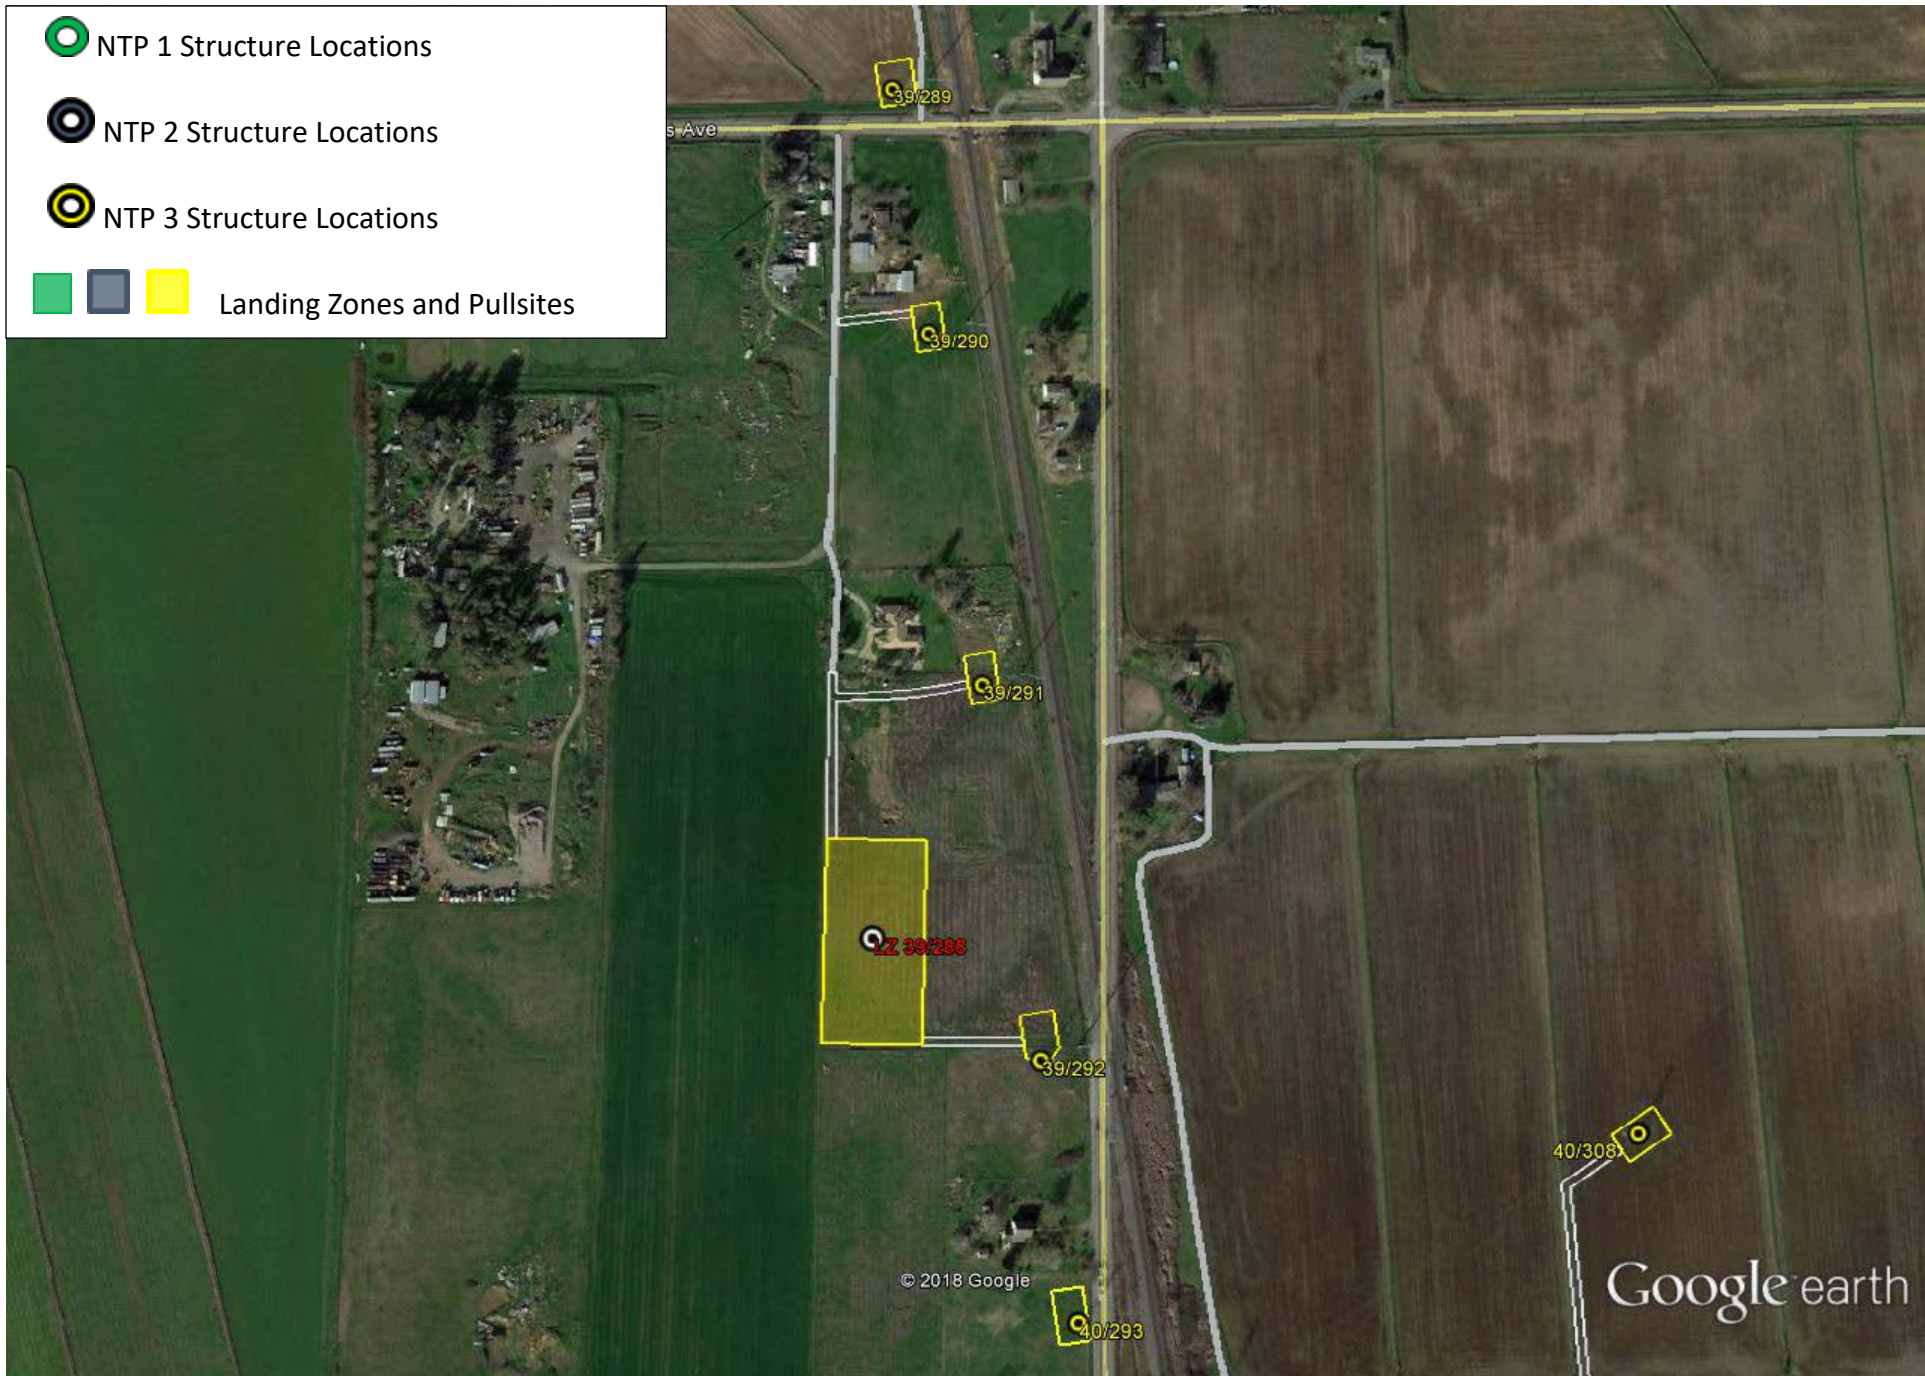 NTP 1 Structure Locations
NTP 2 Structure Locations
NTP 3 Structure Locations
Landing Zones and Pullsites
39/289
s Ave
39/290
39/291
LZ 39/288
39/292
40/308
© 2018 Google
Google earth
40/293